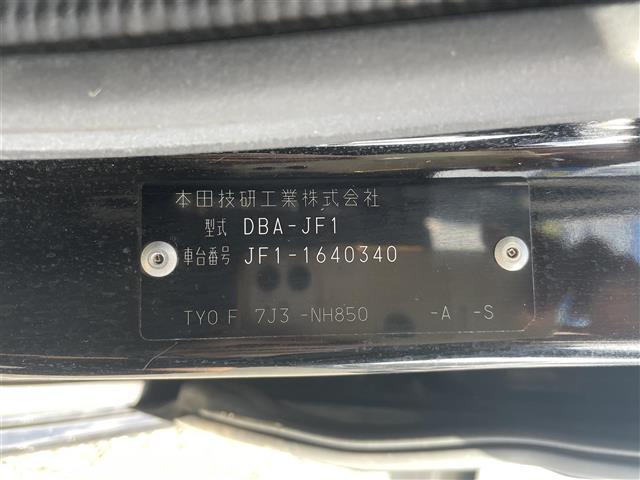 本田技研工業株式会社
型式 DBA-JF1
車台番号 JF1-1640340
TY0 F 7J3 -NH850 -A -S